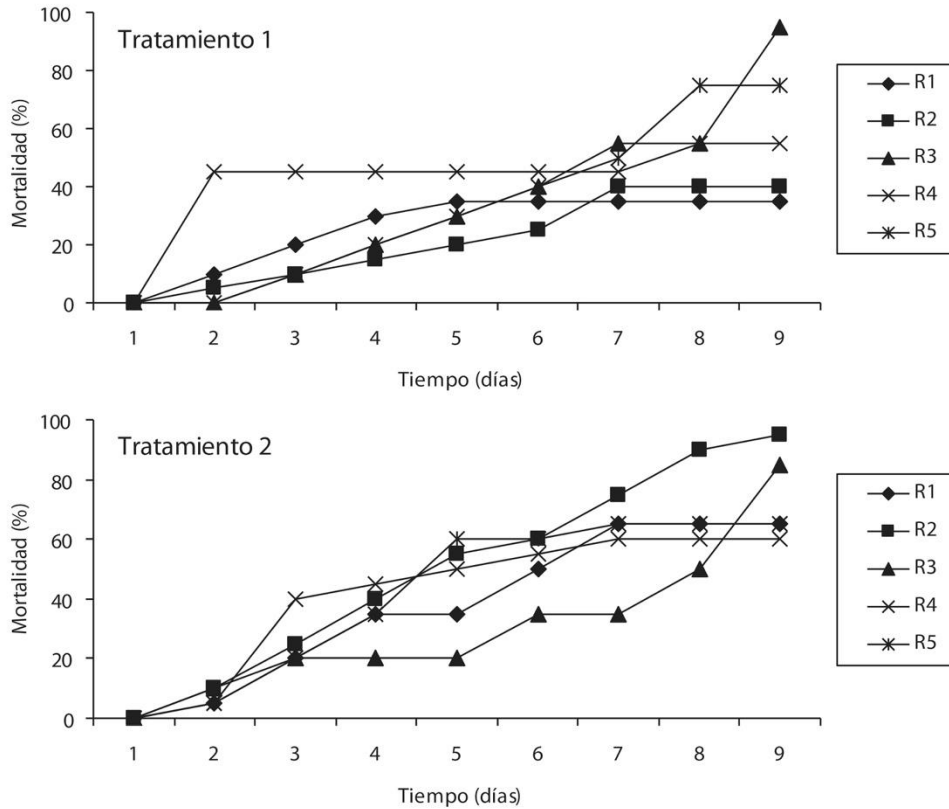 Tratamiento 1
Mortalidad (%)
100
80
60
40
20
0
1 2 3 4 5 6 7 8 9
Tiempo (días)
R1
R2
R3
R4
R5
Tratamiento 2
Mortalidad (%)
100
80
60
40
20
0
1 2 3 4 5 6 7 8 9
Tiempo (días)
R1
R2
R3
R4
R5